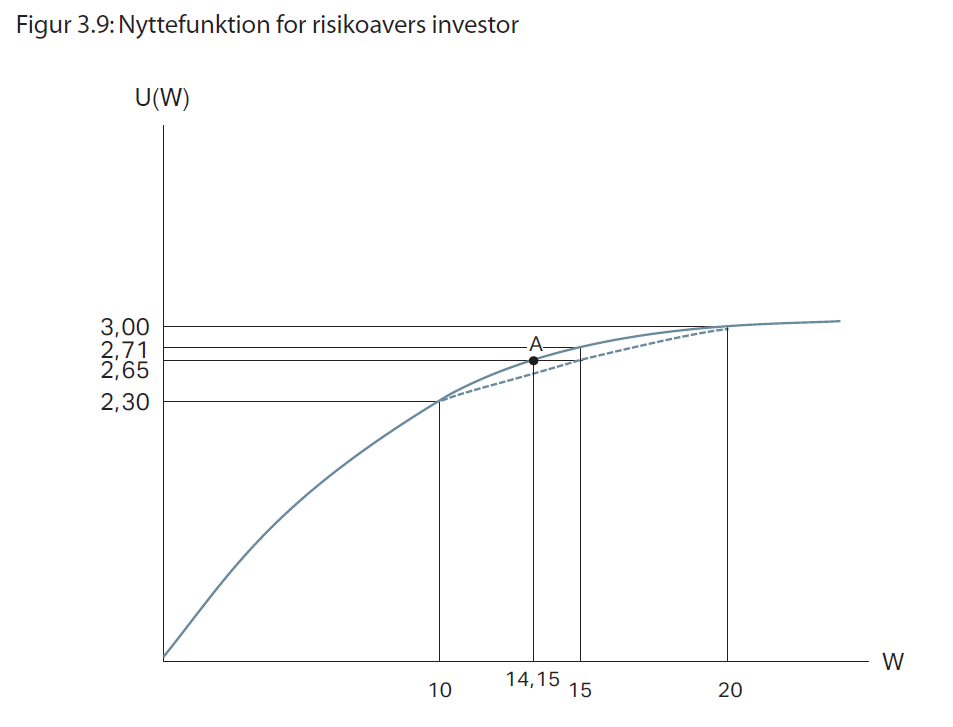 Figur 3.9: Nyttefunktion for risikoavers investor
U(W)
3,00
2,71
2,65
2,30
A
W
10
14,15
15
20